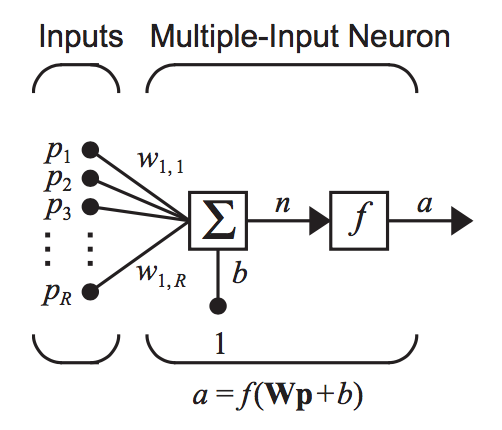 Inputs Multiple-Input Neuron
p1 w1,1
p2
p3 Σ n f a
pR w1,R b
1
a = f(Wp+b)